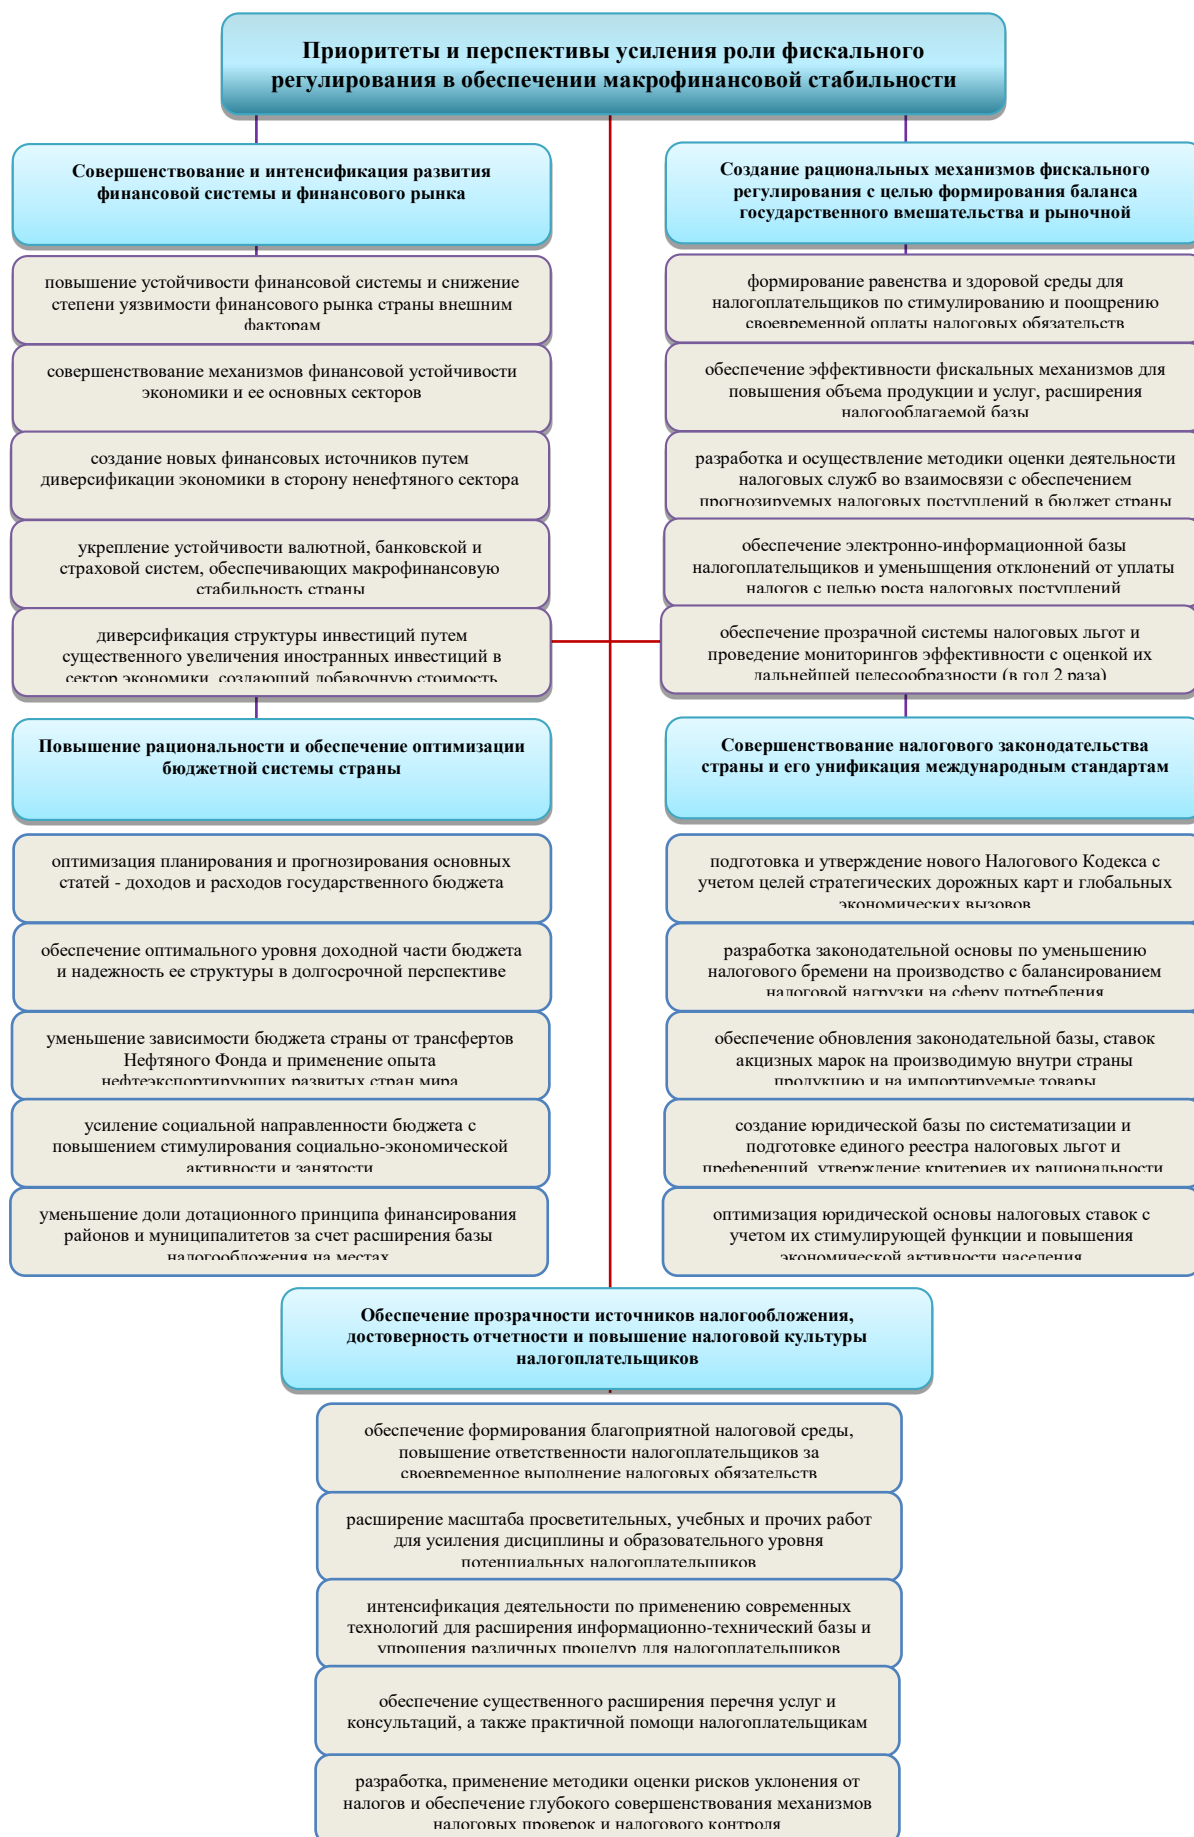 Приоритеты и перспективы усиления роли фискального
регулирования в обеспечении макрофинансовой стабильности
Совершенствование и интенсификация развития
финансовой системы и финансового рынка
повышение устойчивости финансовой системы и снижение
степени уязвимости финансового рынка страны внешним
факторам
совершенствование механизмов финансовой устойчивости
экономики и ее основных секторов
создание новых финансовых источников путем
диверсификации экономики в сторону ненефтяного сектора
укрепление устойчивости валютной, банковской и
страховой систем, обеспечивающих макрофинансовую
стабильность страны
диверсификация структуры инвестиций путем
существенного увеличения иностранных инвестиций в
сектор экономики, создающий добавочную стоимость
Создание рациональных механизмов фискального
регулирования с целью формирования баланса
государственного вмешательства и рыночной
формирование равенства и здоровой среды для
налогоплательщиков по стимулированию и поощрению
своевременной оплаты налоговых обязательств
обеспечение эффективности фискальных механизмов для
повышения объема продукции и услуг, расширения
налогооблагаемой базы
разработка и осуществление методики оценки деятельности
налоговых служб во взаимосвязи с обеспечением
прогнозируемых налоговых поступлений в бюджет страны
обеспечение электронно-информационной базы
налогоплательщиков и уменьшщения отклонений от уплаты
налогов с целью роста налоговых поступлений
обеспечение прозрачной системы налоговых льгот и
проведение мониторингов эффективности с оценкой их
дальнейшей целесообразности (в год 2 раза)
Повышение рациональности и обеспечение оптимизации
бюджетной системы страны
оптимизация планирования и прогнозирования основных
статей - доходов и расходов государственного бюджета
обеспечение оптимального уровня доходной части бюджета
и надежность ее структуры в долгосрочной перспективе
уменьшение зависимости бюджета страны от трансфертов
Нефтяного Фонда и применение опыта
нефтеэкспортирующих развитых стран мира
усиление социальной направленности бюджета с
повышением стимулирования социально-экономической
активности и занятости
уменьшение доли дотационного принципа финансирования
районов и муниципалитетов за счет расширения базы
налогообложения на местах
Совершенствование налогового законодательства
страны и его унификация международным стандартам
подготовка и утверждение нового Налогового Кодекса с
учетом целей стратегических дорожных карт и глобальных
экономических вызовов
разработка законодательной основы по уменьшению
налогового бремени на производство с балансированием
налоговой нагрузки на сферу потребления
обеспечение обновления законодательной базы, ставок
акцизных марок на производимую внутри страны
продукцию и на импортируемые товары
создание юридической базы по систематизации и
подготовке единого реестра налоговых льгот и
преференций, утверждение критериев их рациональности
оптимизация юридической основы налоговых ставок с
учетом их стимулирующей функции и повышения
экономической активности населения
Обеспечение прозрачности источников налогообложения,
достоверность отчетности и повышение налоговой культуры
налогоплательщиков
обеспечение формирования благоприятной налоговой среды,
повышение ответственности налогоплательщиков за
своевременное выполнение налоговых обязательств
расширение масштаба просветительных, учебных и прочих работ
для усиления дисциплины и образовательного уровня
потенциальных налогоплательщиков
интенсификация деятельности по применению современных
технологий для расширения информационно-технический базы и
упрощения различных процедур для налогоплательщиков
обеспечение существенного расширения перечня услуг и
консультаций, а также практичной помощи налогоплательщикам
разработка, применение методики оценки рисков уклонения от
налогов и обеспечение глубокого совершенствования механизмов
налоговых проверок и налогового контроля